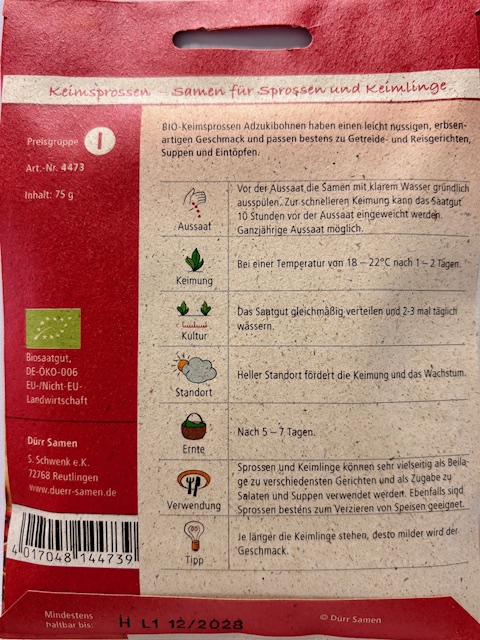 Keimsprossen – Samen für Sprossen und Keimlinge
Preisgruppe 1
Art.-Nr. 4473
Inhalt: 75 g
BIO-Keimsprossen Adzukibohnen haben einen leicht nussigen, erbsen-
artigen Geschmack und passen bestens zu Getreide- und Reisgerichten,
Suppen und Eintöpfen.
Aussaat
Vor der Aussaat die Samen mit klarem Wasser gründlich
ausspülen. Zur schnelleren Keimung kann das Saatgut
10 Stunden vor der Aussaat eingeweicht werden.
Ganzjährige Aussaat möglich.
Keimung
Bei einer Temperatur von 18 – 22°C nach 1 – 2 Tagen.
Kultur
Das Saatgut gleichmäßig verteilen und 2-3 mal täglich
wässern.
Standort
Heller Standort fördert die Keimung und das Wachstum.
Ernte
Nach 5 – 7 Tagen.
Verwendung
Sprossen und Keimlinge können sehr vielseitig als Beila-
ge zu verschiedensten Gerichten und als Zugabe zu
Salaten und Suppen verwendet werden. Ebenfalls sind
Sprossen bestens zum Verzieren von Speisen geeignet.
Tipp
Je länger die Keimlinge stehen, desto milder wird der
Geschmack.
Biosaatgut,
DE-ÖKO-006
EU-/Nicht-EU-
Landwirtschaft
Dürr Samen
S. Schwenk e.K.
72768 Reutlingen
www.duerr-samen.de
4 017048 144739
Mindestens
haltbar bis:
H L1 12/2028
© Dürr Samen